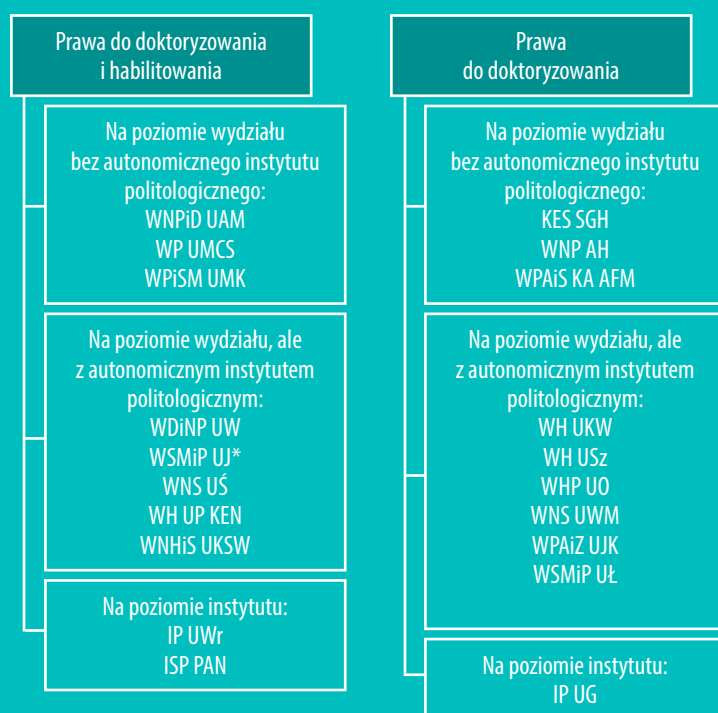 Prawa do doktoryzowania
i habilitowania
Na poziomie wydziału
bez autonomicznego instytutu
politologicznego:
WNPiD UAM
WP UMCS
WPiSM UMK
Na poziomie wydziału, ale
z autonomicznym instytutem
politologicznym:
WDiNP UW
WSMiP UJ*
WNS UŚ
WH UP KEN
WNHiS UKSW
Na poziomie instytutu:
IP UWr
ISP PAN
Prawa
do doktoryzowania
Na poziomie wydziału
bez autonomicznego instytutu
politologicznego:
KES SGH
WNP AH
WPAiS KA AFM
Na poziomie wydziału, ale
z autonomicznym instytutem
politologicznym:
WH UKW
WH USz
WHP UO
WNS UWM
WPAiZ UJK
WSMiP UŁ
Na poziomie instytutu:
IP UG